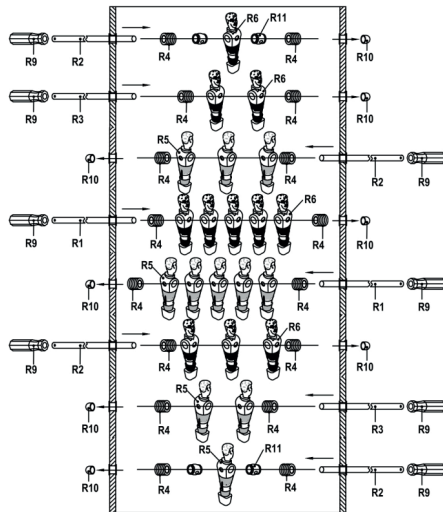 R6 R11
R9 R2 R4 R4 R10
R6
R9 R3 R4 R4 R10
R5
R10 R4 R4 R2 R9
R6
R9 R1 R4 R4 R10
R5
R10 R4 R4 R1 R9
R6
R9 R2 R4 R4 R10
R5
R10 R4 R4 R3 R9
R5 R11
R10 R4 R4 R2 R9